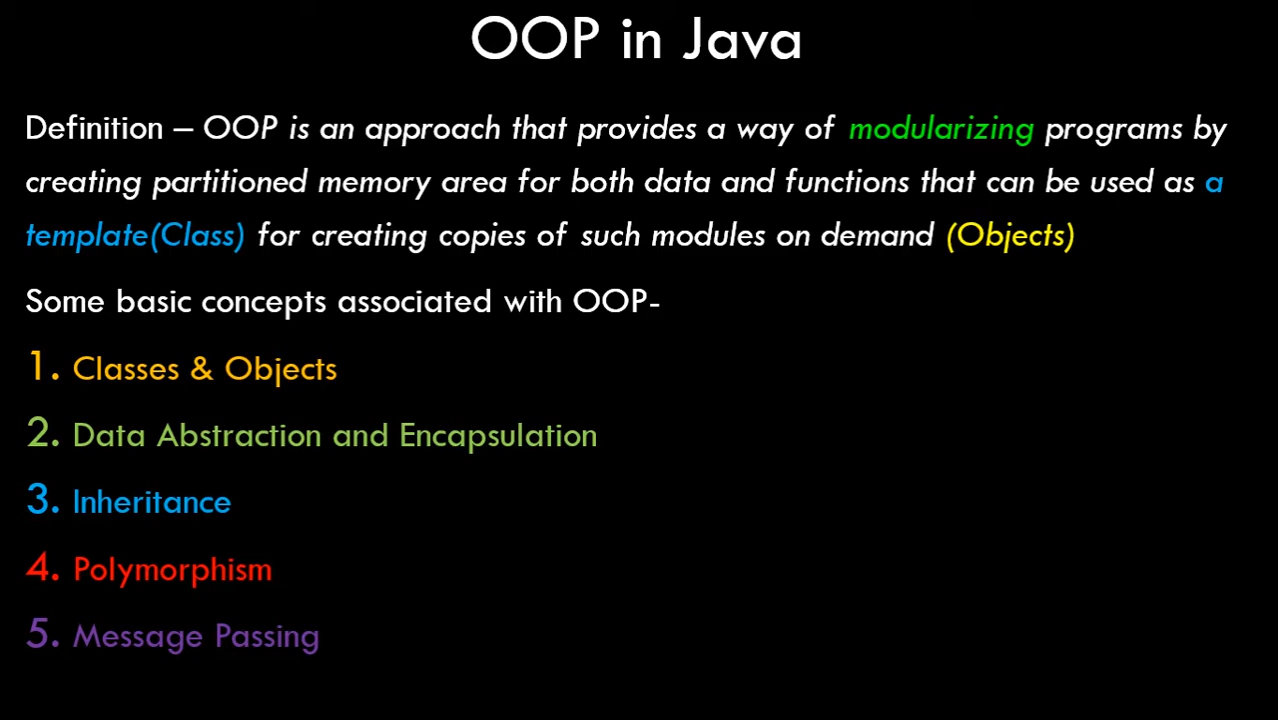 OOP in Java
Definition – OOP is an approach that provides a way of modularizing programs by
creating partitioned memory area for both data and functions that can be used as a
template(Class) for creating copies of such modules on demand (Objects)
Some basic concepts associated with OOP-
1. Classes & Objects
2. Data Abstraction and Encapsulation
3. Inheritance
4. Polymorphism
5. Message Passing